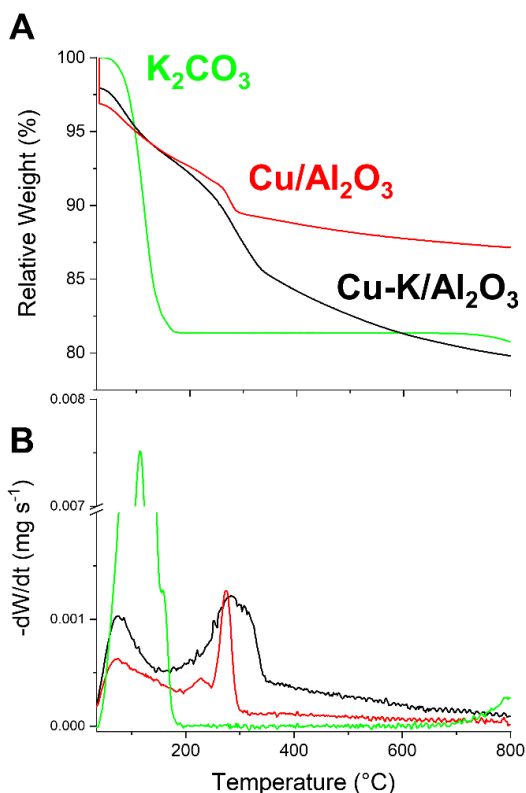 A
100
95
90
85
80
Relative Weight (%)
K₂CO₃
Cu/Al₂O₃
Cu-K/Al₂O₃
B
0.008
0.007
0.001
0.000
-dW/dt (mg s⁻¹)
200
400
600
800
Temperature (°C)